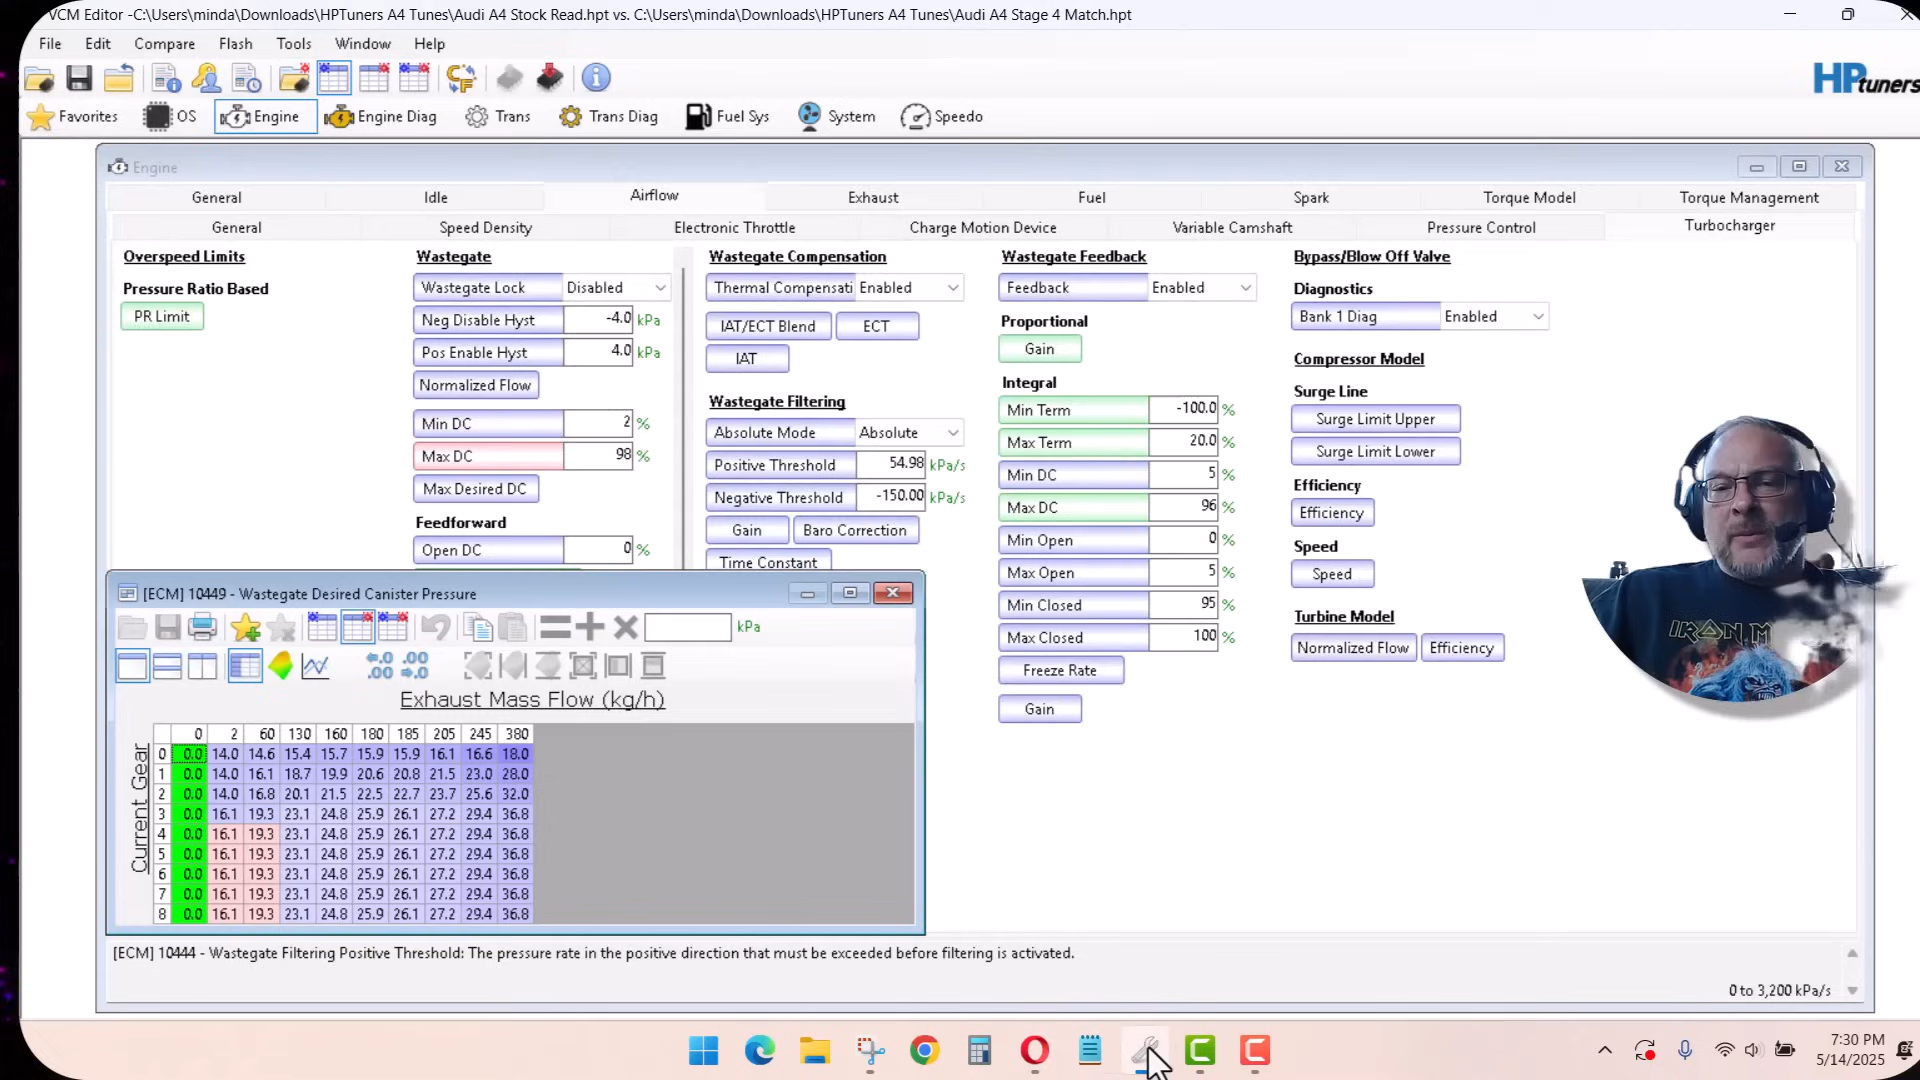 VCM Editor -C:\Users\minda\Downloads\HPTuners A4 Tunes\Audi A4 Stock Read.hpt vs. C:\Users\minda\Downloads\HPTuners A4 Tunes\Audi A4 Stage 4 Match.hpt
File Edit Compare Flash Tools Window Help
HPtuners
Favorites OS Engine Engine Diag Trans Trans Diag Fuel Sys System Speedo
Engine
General Idle Airflow Exhaust Fuel Spark Torque Model Torque Management
General Speed Density Electronic Throttle Charge Motion Device Variable Camshaft Pressure Control Turbocharger
Overspeed Limits
Pressure Ratio Based
PR Limit
Wastegate
Wastegate Lock Disabled
Neg Disable Hyst -4.0 kPa
Pos Enable Hyst 4.0 kPa
Normalized Flow
Min DC 2 %
Max DC 98 %
Max Desired DC
Feedforward
Open DC 0 %
Wastegate Compensation
Thermal Compensati Enabled
IAT/ECT Blend ECT
IAT
Wastegate Filtering
Absolute Mode Absolute
Positive Threshold 54.98 kPa/s
Negative Threshold -150.00 kPa/s
Gain Baro Correction
Time Constant
Wastegate Feedback
Feedback Enabled
Proportional
Gain
Integral
Min Term -100.0 %
Max Term 20.0 %
Min DC 5 %
Max DC 96 %
Min Open 0 %
Max Open 5 %
Min Closed 95 %
Max Closed 100 %
Freeze Rate
Gain
Bypass/Blow Off Valve
Diagnostics
Bank 1 Diag Enabled
Compressor Model
Surge Line
Surge Limit Upper
Surge Limit Lower
Efficiency
Efficiency
Speed
Speed
Turbine Model
Normalized Flow Efficiency
IRON M
[ECM] 10449 - Wastegate Desired Canister Pressure
kPa
Exhaust Mass Flow (kg/h)
Current Gear
0 2 60 130 160 180 185 205 245 380
0 0.0 14.0 14.6 15.4 15.7 15.9 15.9 16.1 16.6 18.0
1 0.0 14.0 16.1 18.7 19.9 20.6 20.8 21.5 23.0 28.0
2 0.0 14.0 16.8 20.1 21.5 22.5 22.7 23.7 25.6 32.0
3 0.0 16.1 19.3 23.1 24.8 25.9 26.1 27.2 29.4 36.8
4 0.0 16.1 19.3 23.1 24.8 25.9 26.1 27.2 29.4 36.8
5 0.0 16.1 19.3 23.1 24.8 25.9 26.1 27.2 29.4 36.8
6 0.0 16.1 19.3 23.1 24.8 25.9 26.1 27.2 29.4 36.8
7 0.0 16.1 19.3 23.1 24.8 25.9 26.1 27.2 29.4 36.8
8 0.0 16.1 19.3 23.1 24.8 25.9 26.1 27.2 29.4 36.8
[ECM] 10444 - Wastegate Filtering Positive Threshold: The pressure rate in the positive direction that must be exceeded before filtering is activated.
0 to 3,200 kPa/s
7:30 PM
5/14/2025